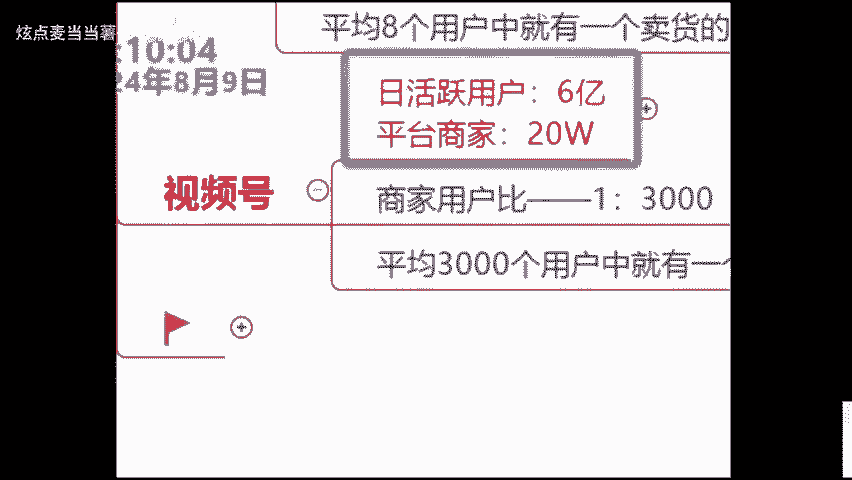 炫点麦当当薯
平均8个用户中就有一个卖货的
:10:04
24年8月9日
日活跃用户：6亿
平台商家：20W
视频号
商家用户比——1：3000
平均3000个用户中就有一个